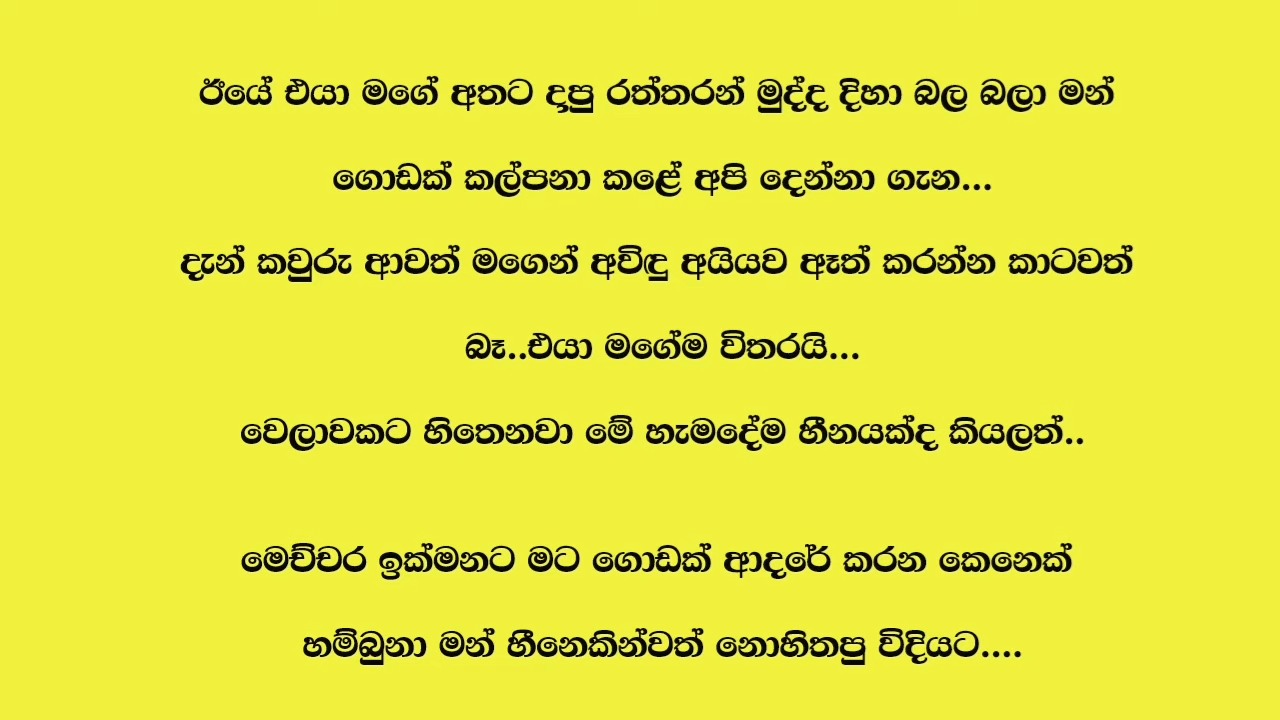 ඊයේ එයා මගේ අතට දාපු රත්තරන් මුද්ද දිහා බල බලා මන්
ගොඩක් කල්පනා කළේ අපි දෙන්නා ගැන...
දැන් කවුරු ආවත් මගෙන් අවිඳු අයියව ඈත් කරන්න කාටවත්
බෑ..එයා මගේම විතරයි...
වෙලාවකට හිතෙනවා මේ හැමදේම හීනයක්ද කියලත්..
මෙච්චර ඉක්මනට මට ගොඩක් ආදරේ කරන කෙනෙක්
හම්බුනා මන් හීනෙකින්වත් නොහිතපු විදියට....